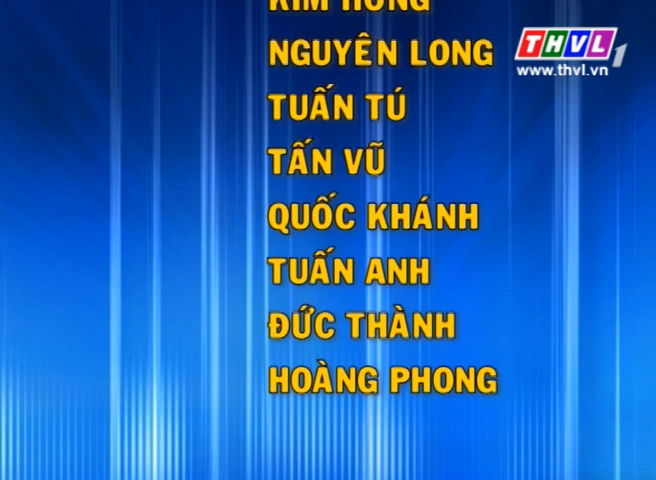 NGUYÊN LONG
TUẤN TÚ
TẤN VŨ
QUỐC KHÁNH
TUẤN ANH
ĐỨC THÀNH
HOÀNG PHONG
THVL1
www.thvl.vn